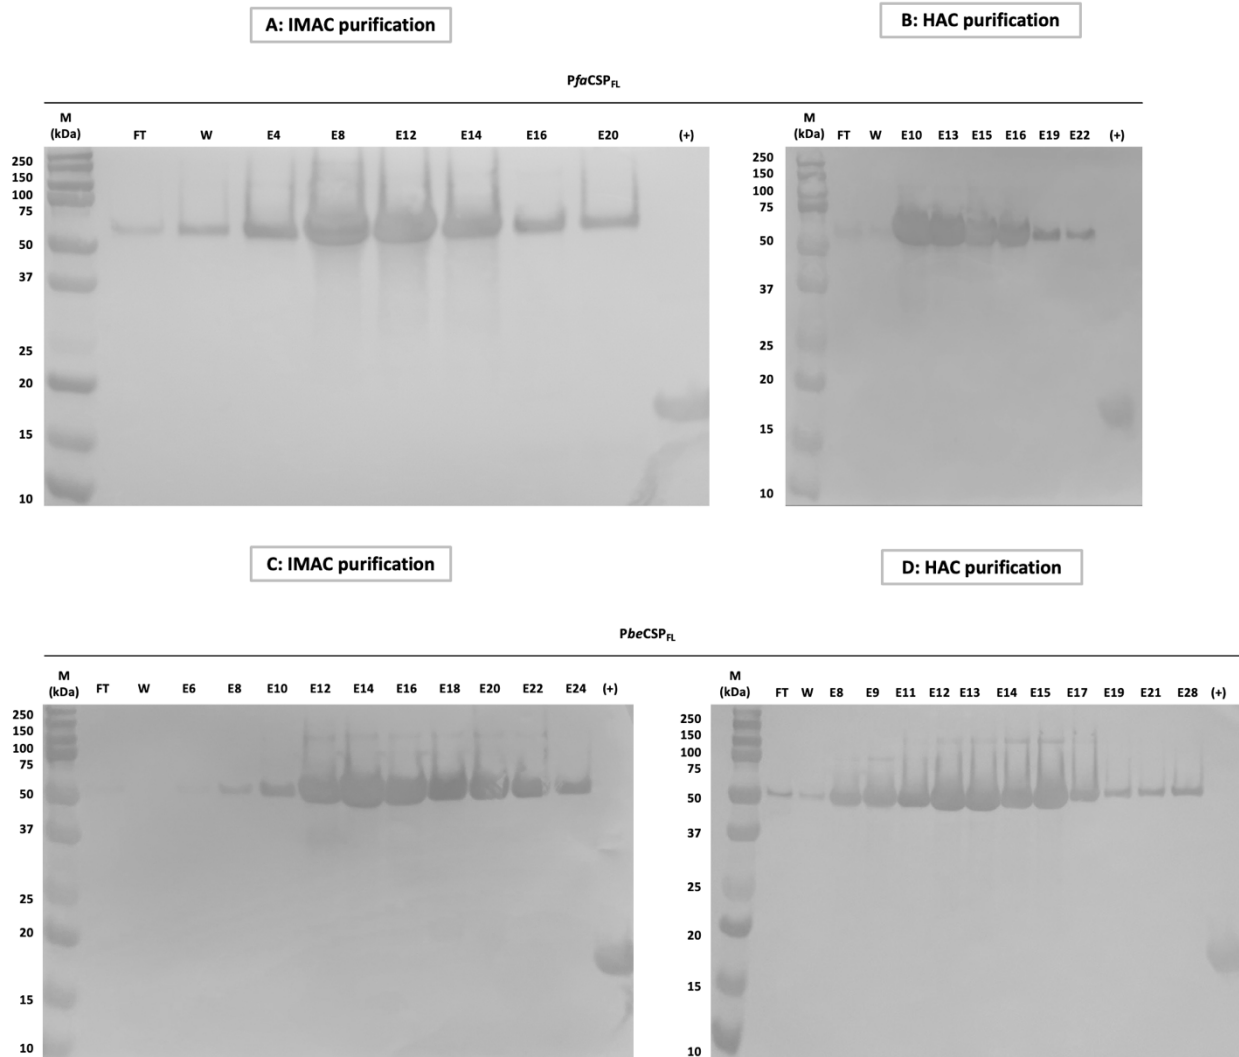 A: IMAC purification
B: HAC purification
PfaCSPFL
M
(kDa) FT W E4 E8 E12 E14 E16 E20 (+)
250
150
100
75
50
37
25
20
15
10
M
(kDa) FT W E10 E13 E15 E16 E19 E22 (+)
250
150
100
75
50
37
25
20
15
10
C: IMAC purification
D: HAC purification
PbeCSPFL
M
(kDa) FT W E6 E8 E10 E12 E14 E16 E18 E20 E22 E24 (+)
250
150
100
75
50
37
25
20
15
10
M
(kDa) FT W E8 E9 E11 E12 E13 E14 E15 E17 E19 E21 E28 (+)
250
150
100
75
50
37
25
20
15
10